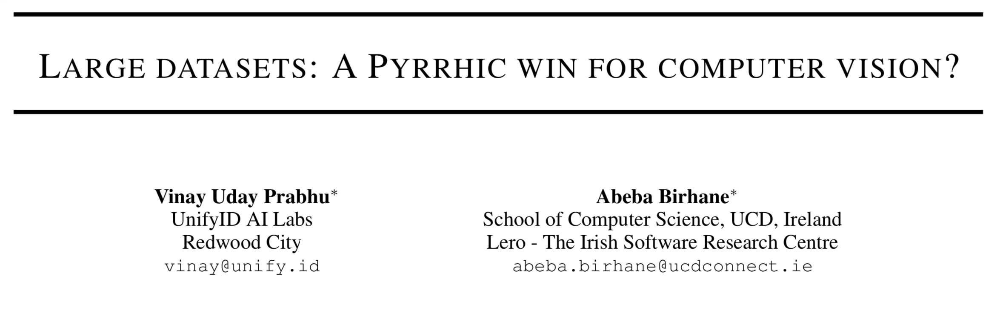 LARGE DATASETS: A PYRRHIC WIN FOR COMPUTER VISION?
Vinay Uday Prabhu*
UnifyID AI Labs
Redwood City
vinay@unify.id
Abeba Birhane*
School of Computer Science, UCD, Ireland
Lero - The Irish Software Research Centre
abeba.birhane@ucdconnect.ie